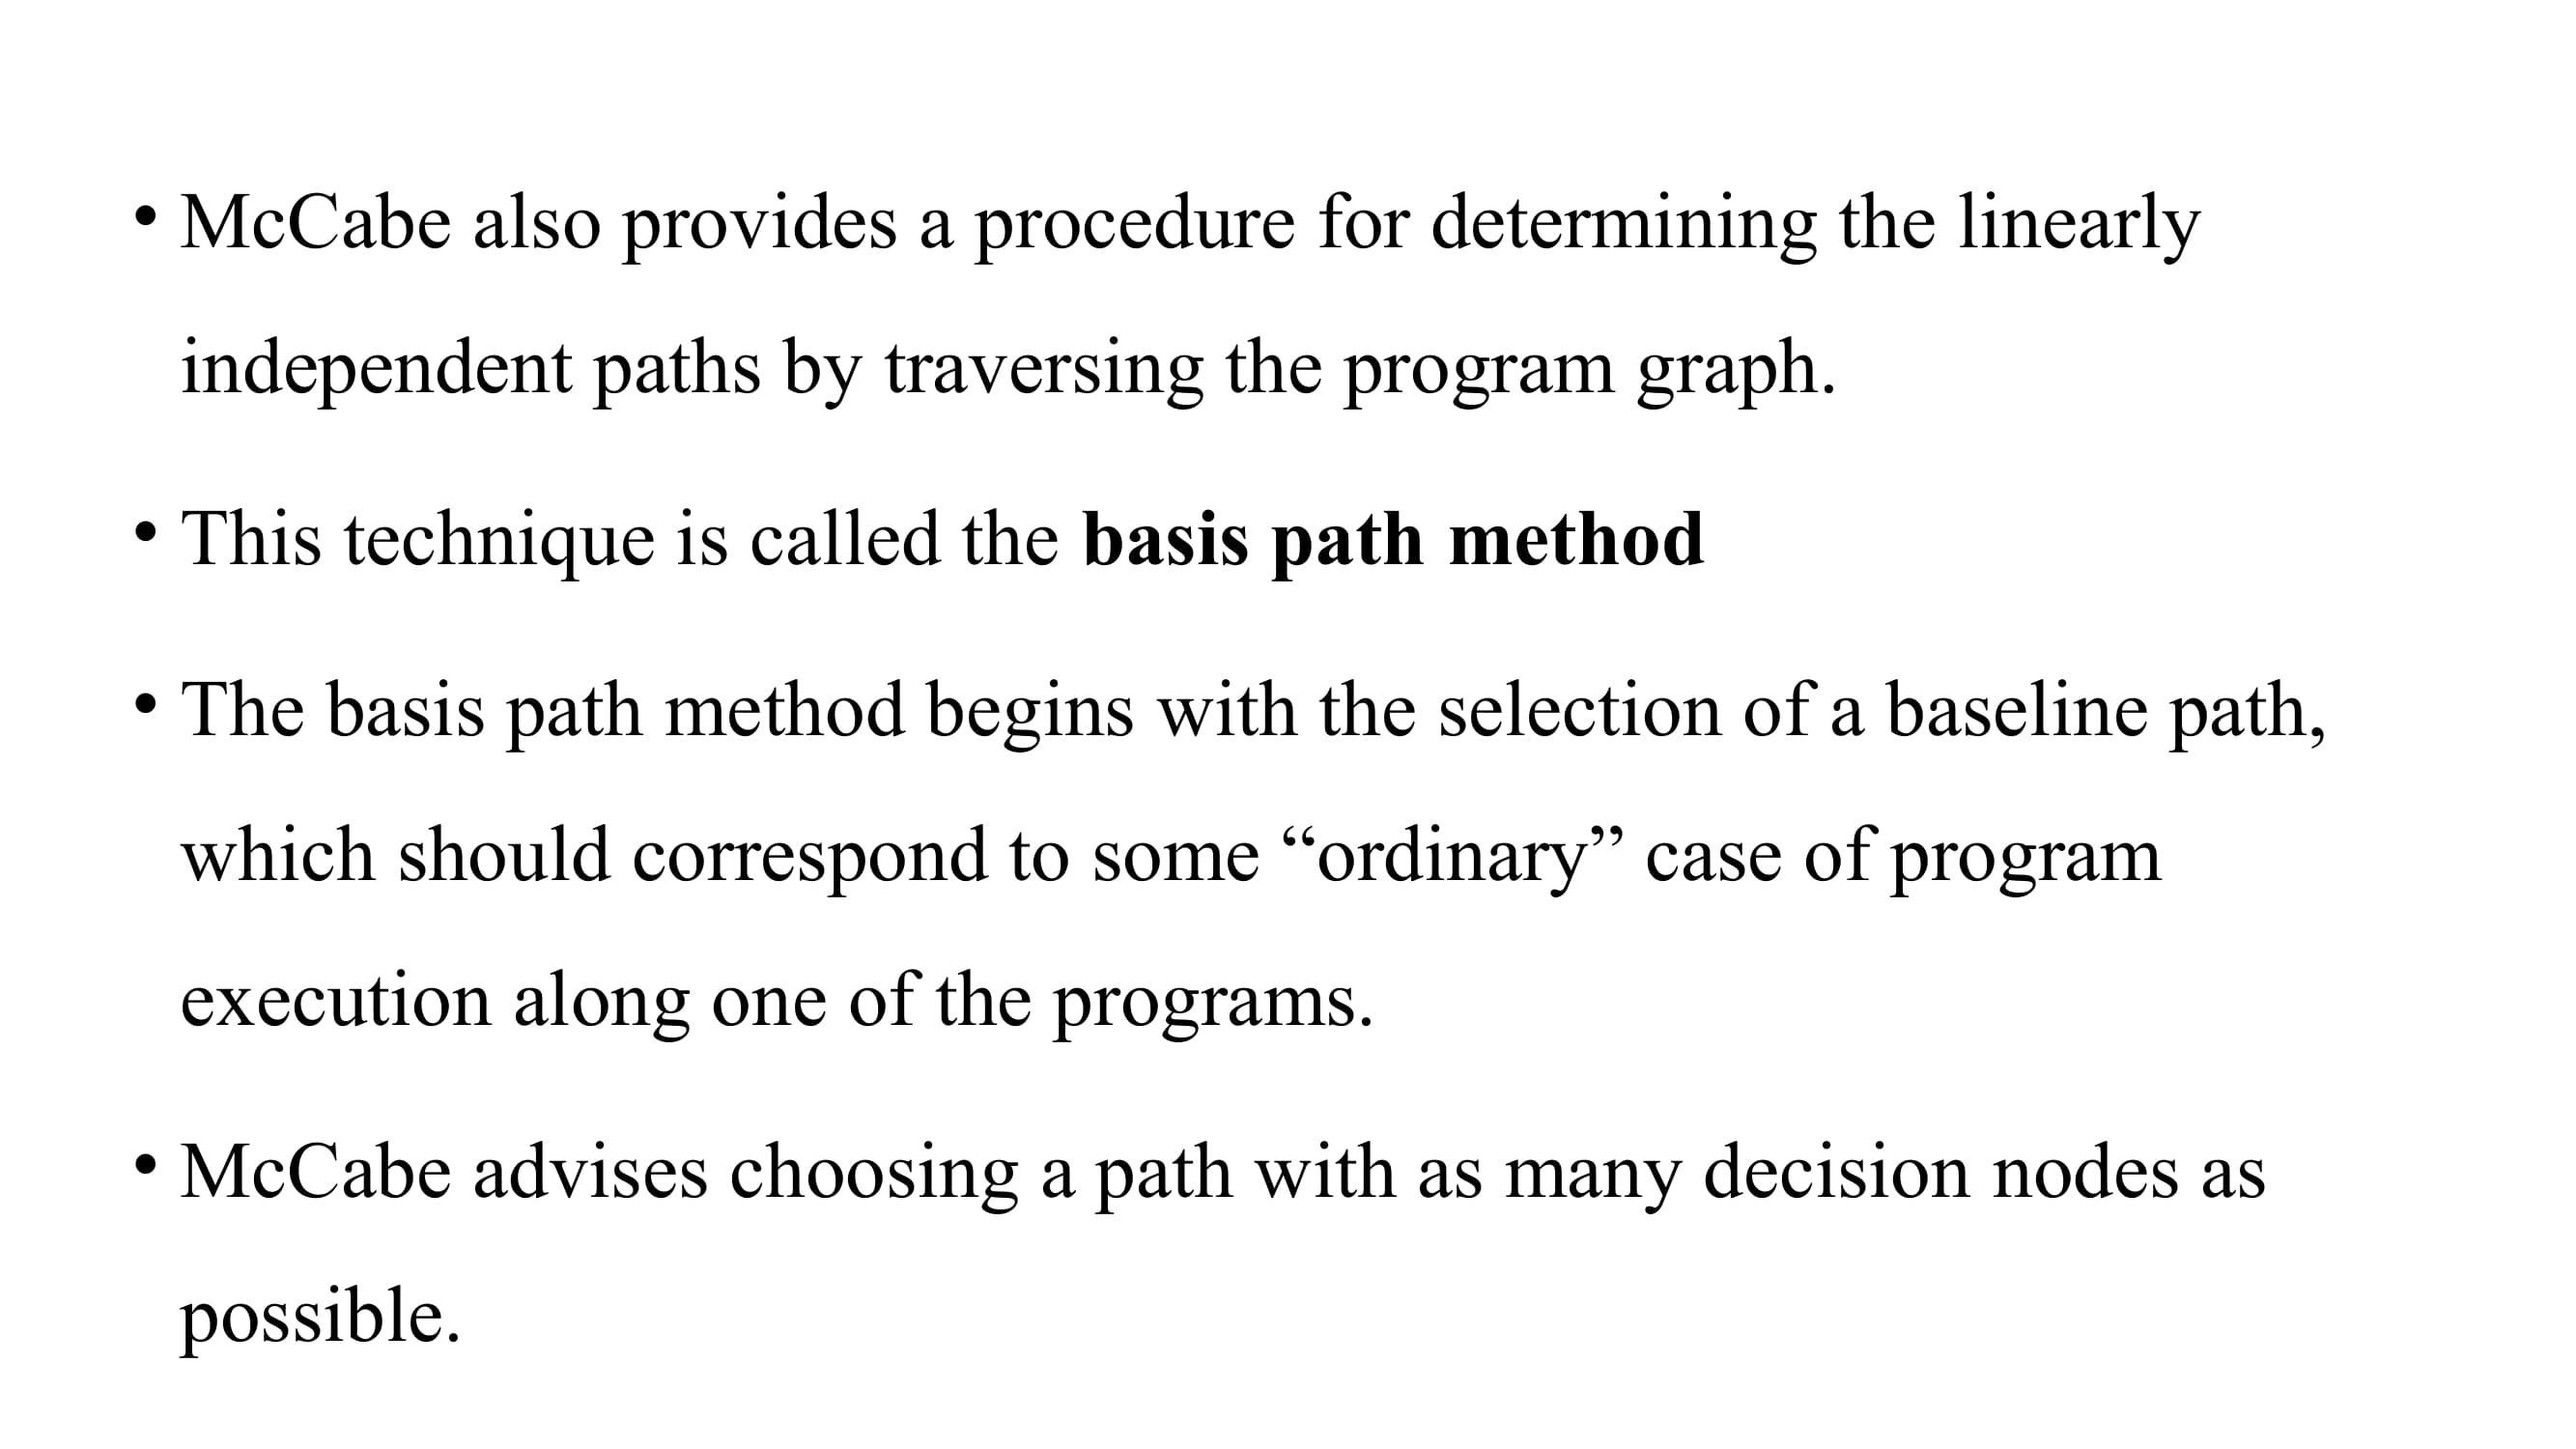 • McCabe also provides a procedure for determining the linearly
independent paths by traversing the program graph.
• This technique is called the basis path method
• The basis path method begins with the selection of a baseline path,
which should correspond to some “ordinary” case of program
execution along one of the programs.
• McCabe advises choosing a path with as many decision nodes as
possible.